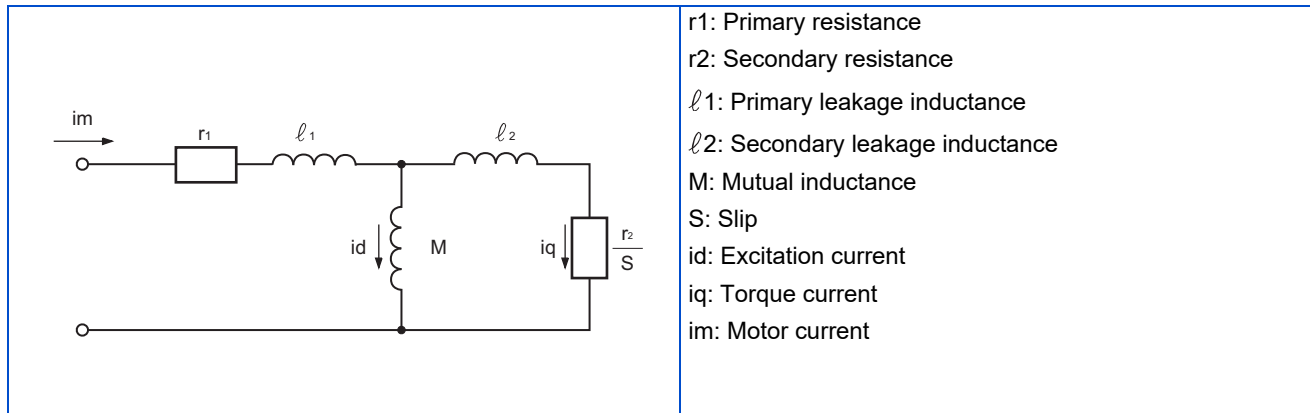 im
r1
ℓ1
ℓ2
id
M
iq
r2
S
r1: Primary resistance
r2: Secondary resistance
ℓ1: Primary leakage inductance
ℓ2: Secondary leakage inductance
M: Mutual inductance
S: Slip
id: Excitation current
iq: Torque current
im: Motor current